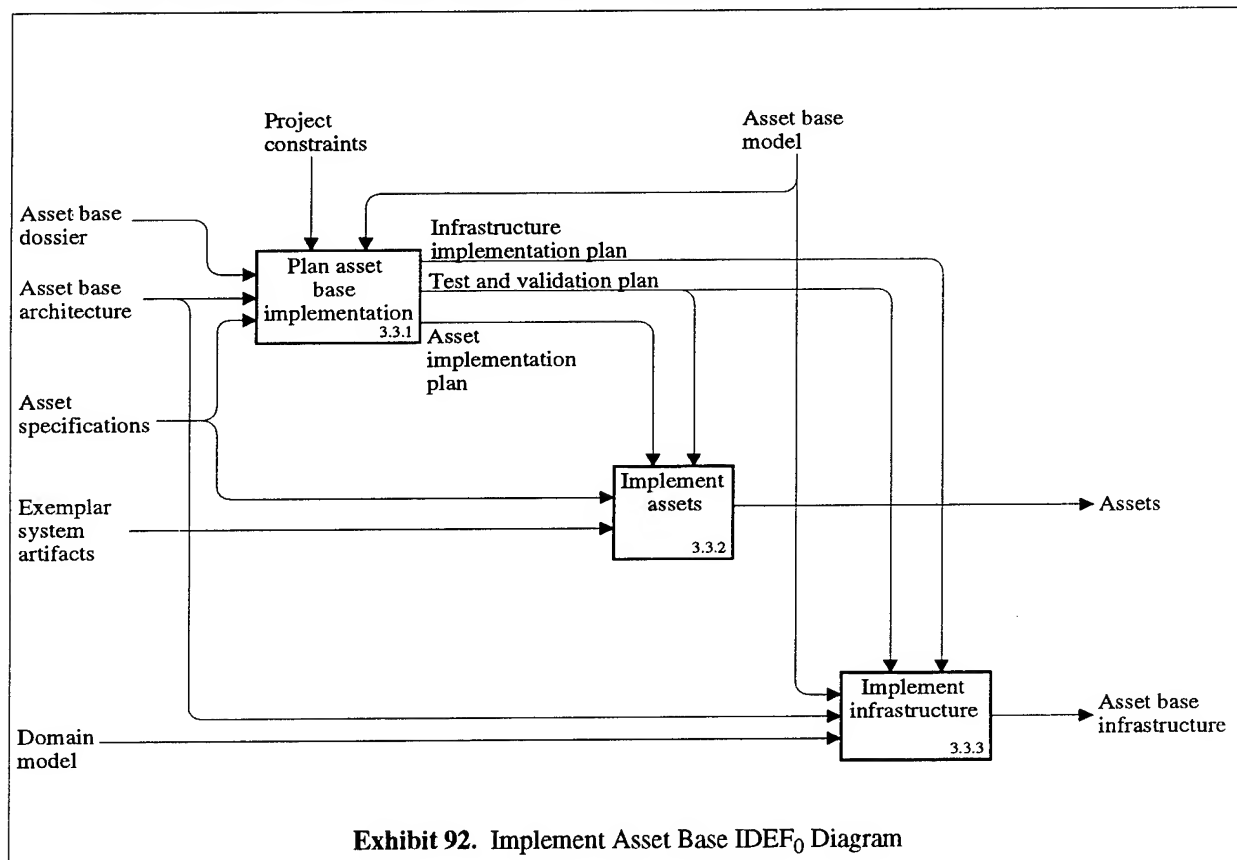 Project
constraints
Asset base
model
Asset base
dossier
Infrastructure
implementation plan
Plan asset
base
implementation
3.3.1
Test and validation plan
Asset base
architecture
Asset
implementation
plan
Asset
specifications
Implement
assets
3.3.2
Exemplar
system
artifacts
Assets
Implement
infrastructure
3.3.3
Asset base
infrastructure
Domain
model
Exhibit 92. Implement Asset Base IDEF0 Diagram